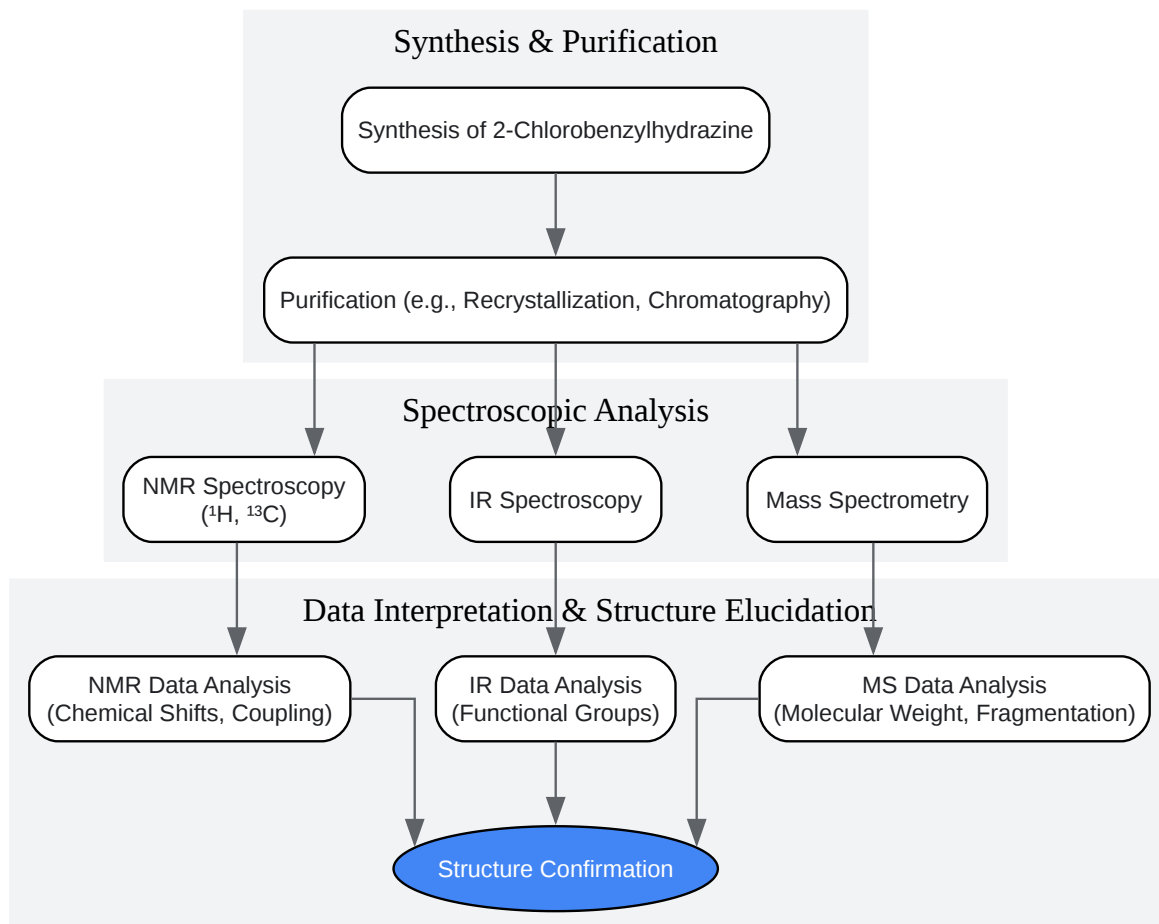 Synthesis & Purification
Synthesis of 2-Chlorobenzylhydrazine
Purification (e.g., Recrystallization, Chromatography)
Spectroscopic Analysis
NMR Spectroscopy
(¹H, ¹³C)
IR Spectroscopy
Mass Spectrometry
Data Interpretation & Structure Elucidation
NMR Data Analysis
(Chemical Shifts, Coupling)
IR Data Analysis
(Functional Groups)
MS Data Analysis
(Molecular Weight, Fragmentation)
Structure Confirmation